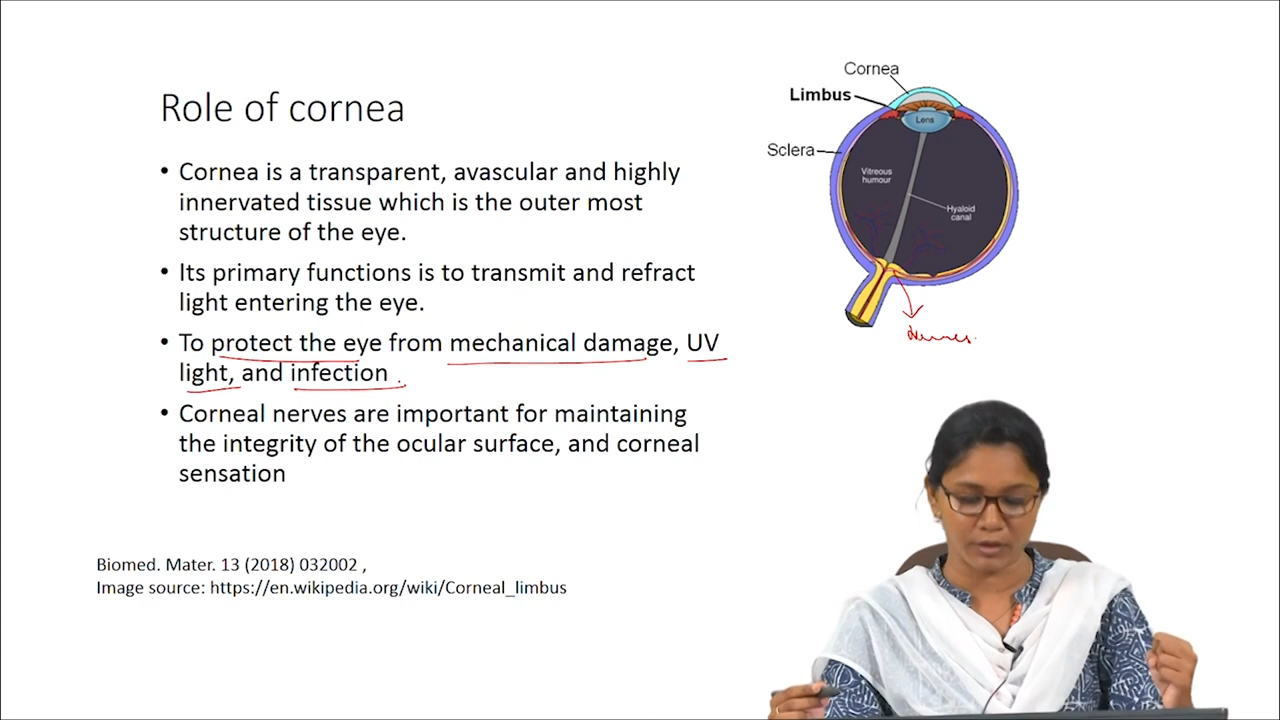 Role of cornea
• Cornea is a transparent, avascular and highly
innervated tissue which is the outer most
structure of the eye.
• Its primary functions is to transmit and refract
light entering the eye.
• To protect the eye from mechanical damage, UV
light, and infection
• Corneal nerves are important for maintaining
the integrity of the ocular surface, and corneal
sensation
Biomed. Mater. 13 (2018) 032002 ,
Image source: https://en.wikipedia.org/wiki/Corneal_limbus
Cornea
Limbus
Sclera
Lens
Vitreous
humour
Hyaloid
canal